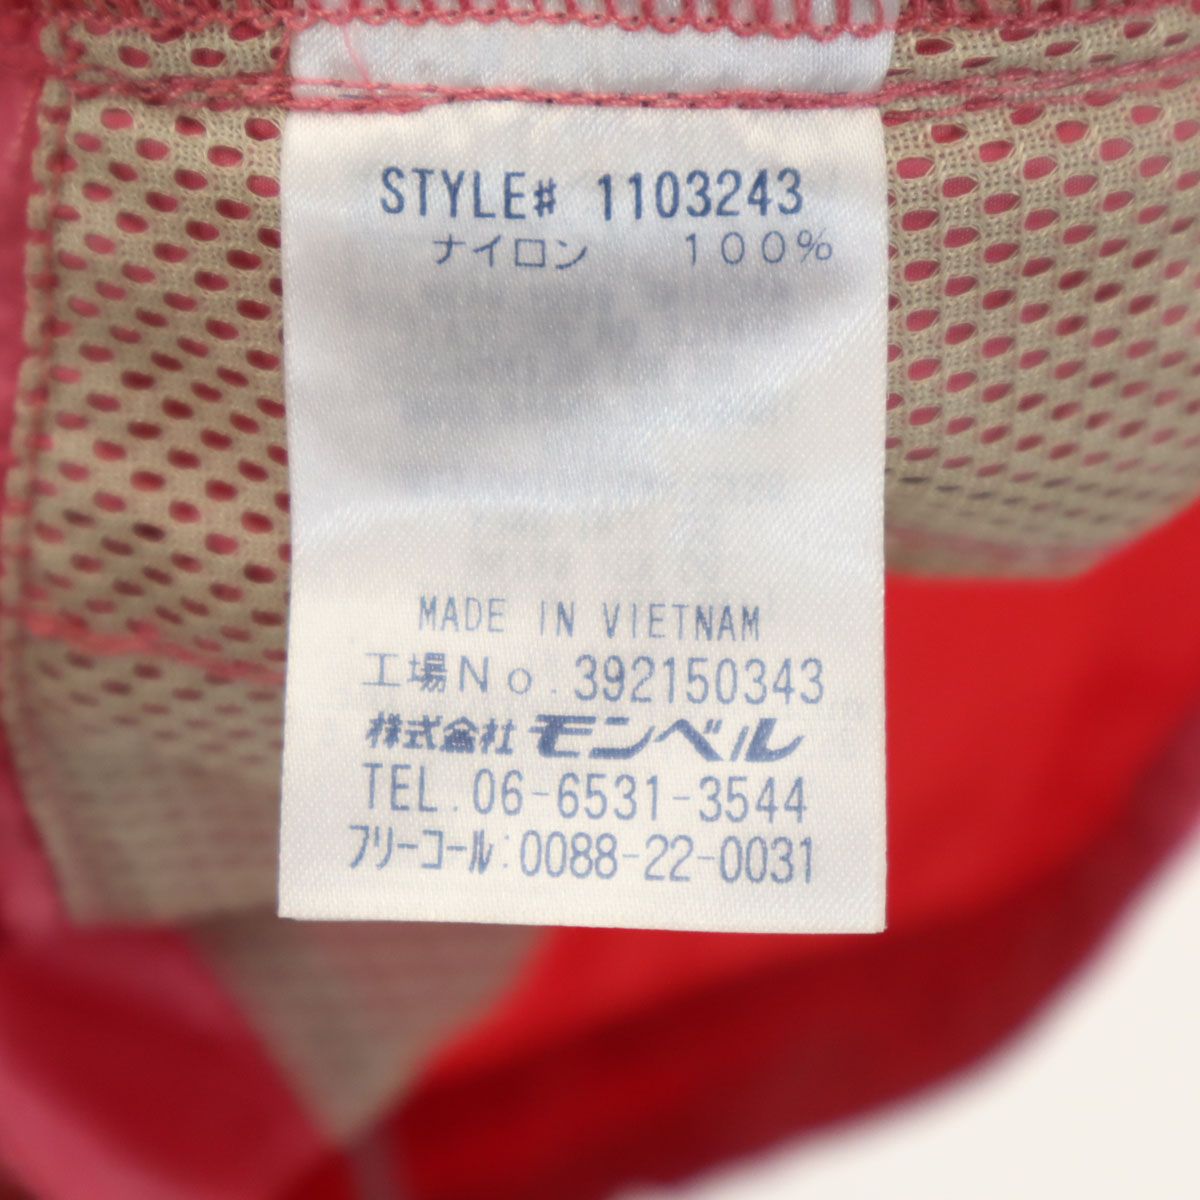 STYLE# 1103243
ナイロン 100%
MADE IN VIETNAM
工場No.392150343
株式会社 モンベル
TEL.06-6531-3544
フリーコール:0088-22-0031